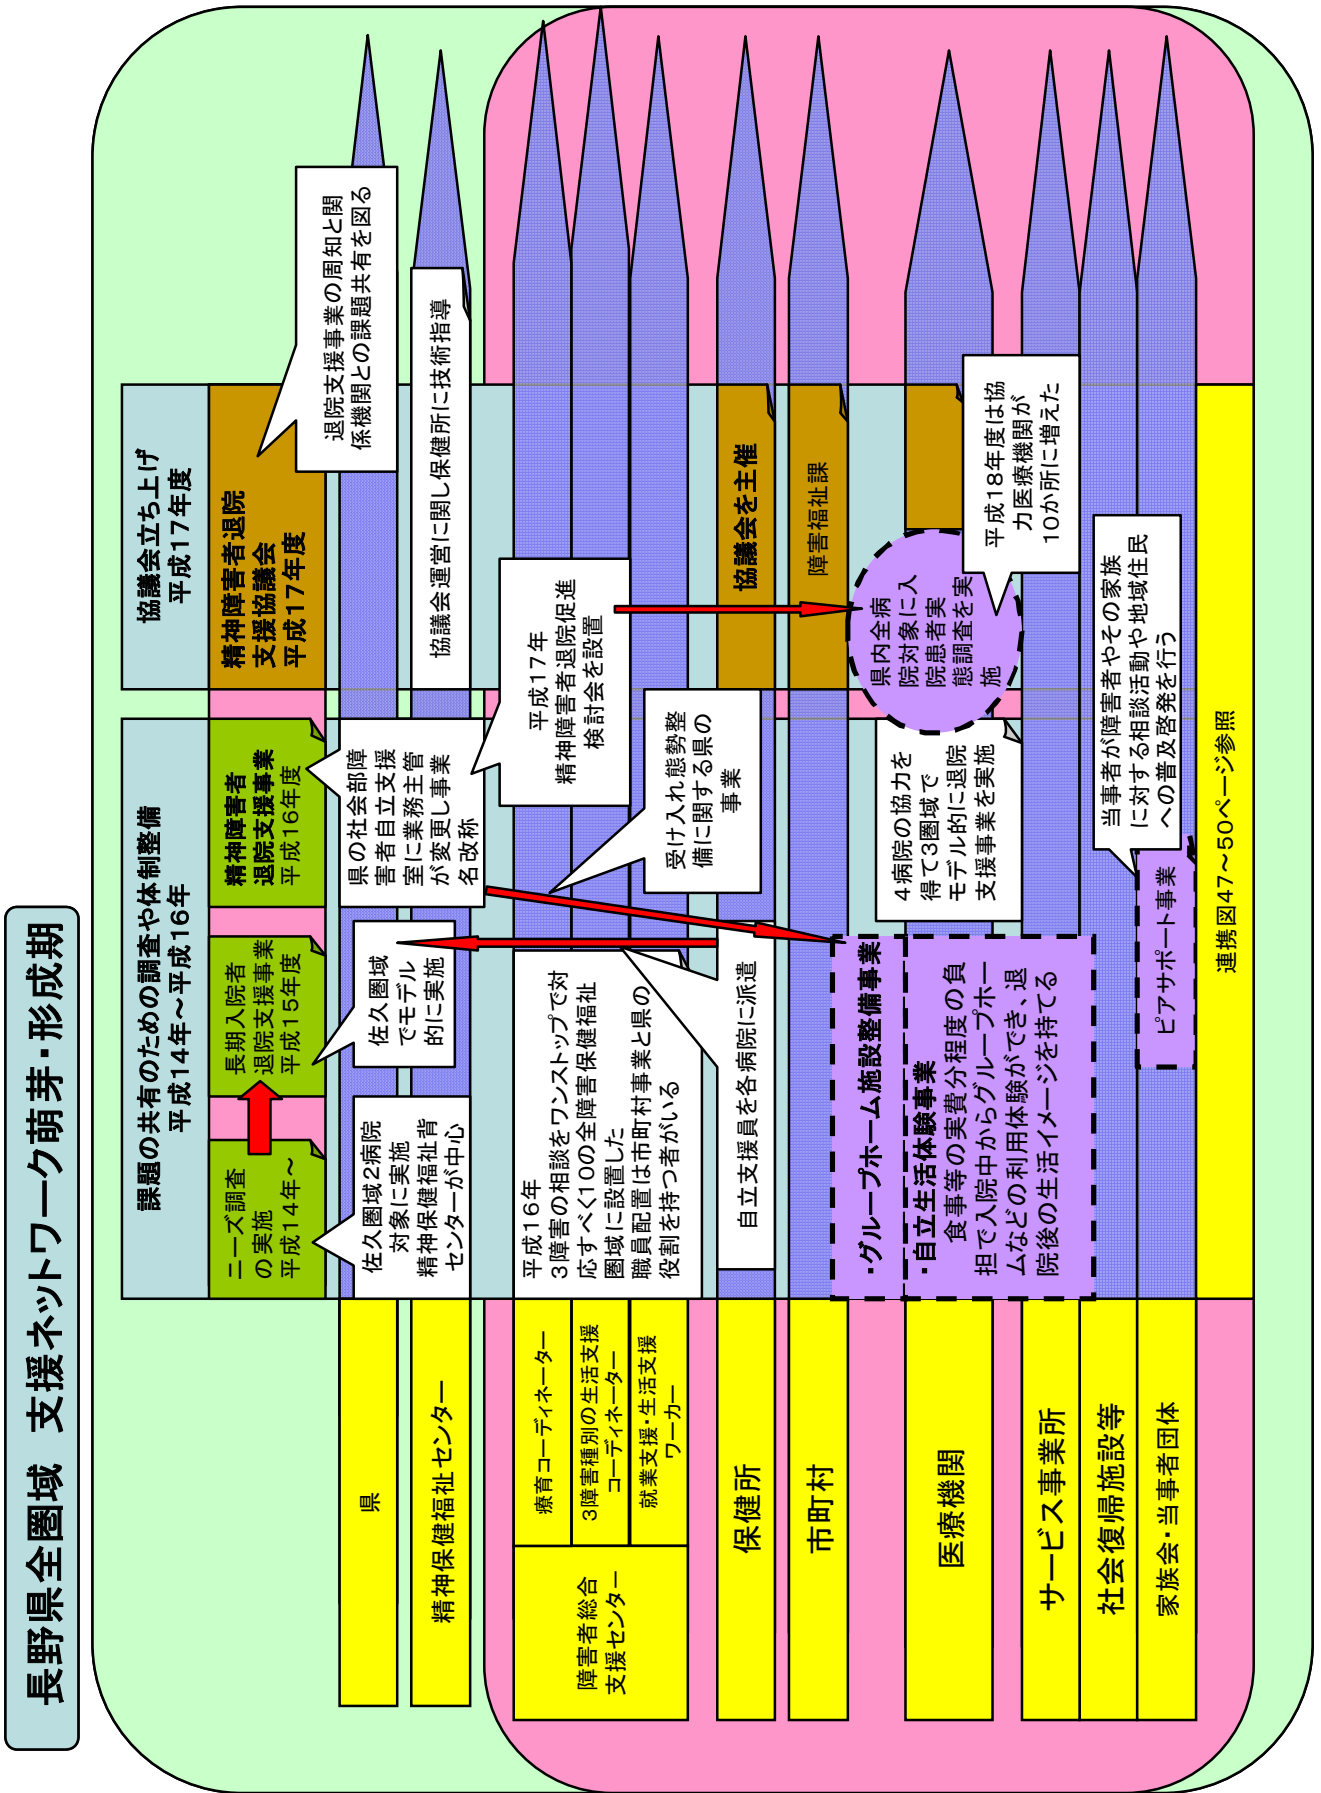 長野県全圏域　支援ネットワーク萌芽・形成期
課題の共有のための調査や体制整備
平成14年～平成16年
協議会立ち上げ
平成17年度
ニーズ調査
の実施
平成14年～
長期入院者
退院支援事業
平成15年度
精神障害者
退院支援事業
平成16年度
精神障害者退院
支援協議会
平成17年度
退院支援事業の周知と関
係機関との課題共有を図る
県
佐久圏域2病院
対象に実施
精神保健福祉背
センターが中心
佐久圏域
でモデル
的に実施
県の社会部障
害者自立支援
室に業務主管
が変更し事業
名改称
精神保健福祉センター
協議会運営に関し保健所に技術指導
障害者総合
支援センター
療育コーディネーター
3障害種別の生活支援
コーディネーター
就業支援・生活支援
ワーカー
平成16年
3障害の相談をワンストップで対
応すべく10の全障害保健福祉
圏域に設置した
職員配置は市町村事業と県の
役割を持つ者がいる
平成17年
精神障害者退院促進
検討会を設置
受け入れ態勢整
備に関する県の
事業
保健所
自立支援員を各病院に派遣
協議会を主催
市町村
障害福祉課
・グループホーム施設整備事業
・自立生活体験事業
食事等の実費分程度の負
担で入院中からグループホー
ムなどの利用体験ができ、退
院後の生活イメージを持てる
医療機関
4病院の協力を
得て3圏域で
モデル的に退院
支援事業を実施
県内全病
院対象に入
院患者実
態調査を実
施
平成18年度は協
力医療機関が
10か所に増えた
サービス事業所
社会復帰施設等
家族会・当事者団体
ピアサポート事業
当事者が障害者やその家族
に対する相談活動や地域住民
への普及啓発を行う
連携図47～50ページ参照